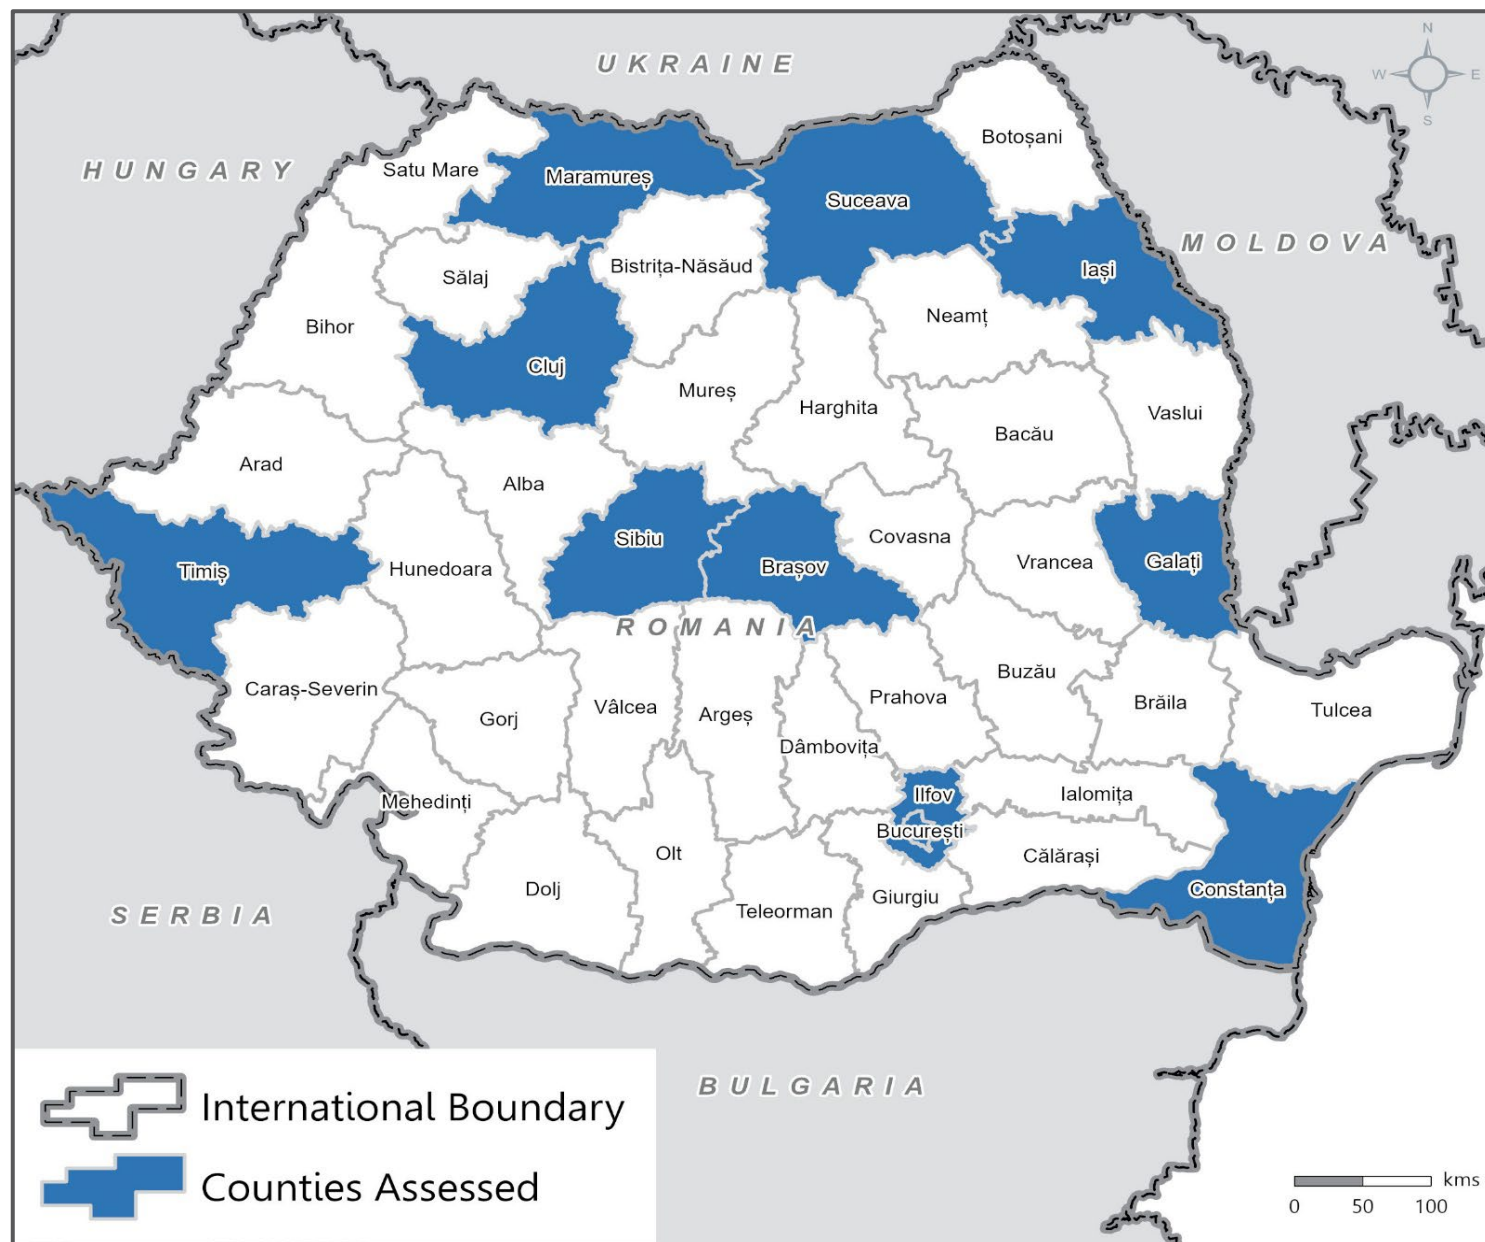 N
W E
S
UKRAINE
HUNGARY
MOLDOVA
ROMANIA
SERBIA
BULGARIA
Botoșani
Satu Mare
Maramureș
Suceava
Iași
Sălaj
Bistrița-Năsăud
Bihor
Neamț
Cluj
Mureș
Harghita
Vaslui
Bacău
Arad
Alba
Sibiu
Brașov
Covasna
Vrancea
Galați
Timiș
Hunedoara
Caraș-Severin
Gorj
Vâlcea
Argeș
Prahova
Buzău
Brăila
Tulcea
Dâmbovița
Mehedinți
Ilfov
Ialomița
București
Călărași
Olt
Dolj
Teleorman
Giurgiu
Constanța
International Boundary
Counties Assessed
kms
0 50 100